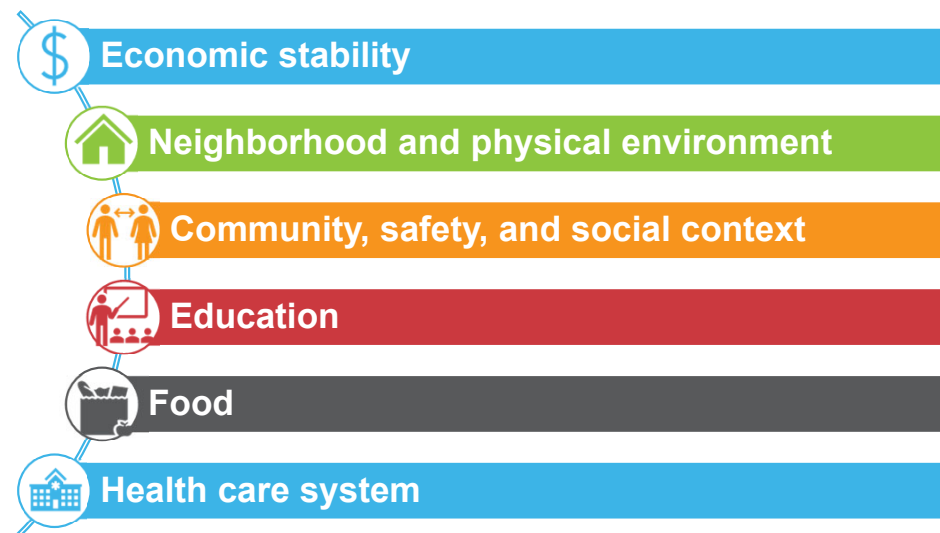 Economic stability
Neighborhood and physical environment
Community, safety, and social context
Education
Food
Health care system